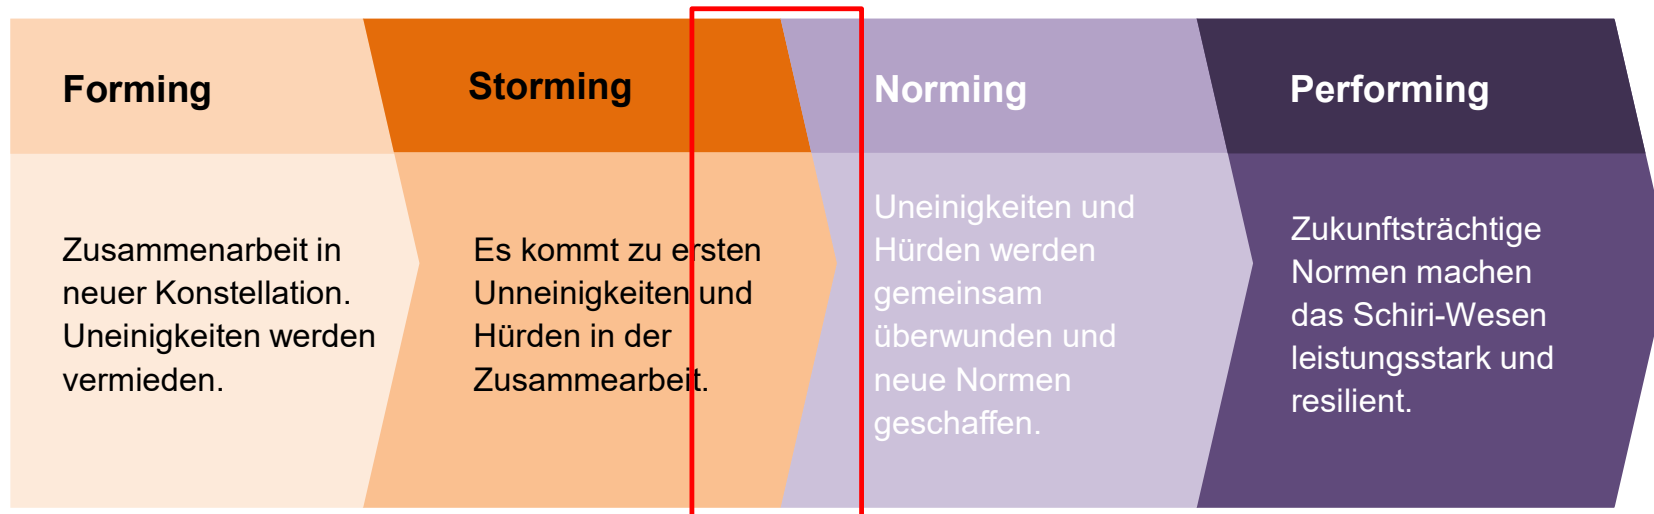 Forming
Zusammenarbeit in
neuer Konstellation.
Uneinigkeiten werden
vermieden.
Storming
Es kommt zu ersten
Unneinigkeiten und
Hürden in der
Zusammearbeit.
Norming
Uneinigkeiten und
Hürden werden
gemeinsam
überwunden und
neue Normen
geschaffen.
Performing
Zukunftsträchtige
Normen machen
das Schiri-Wesen
leistungsstark und
resilient.